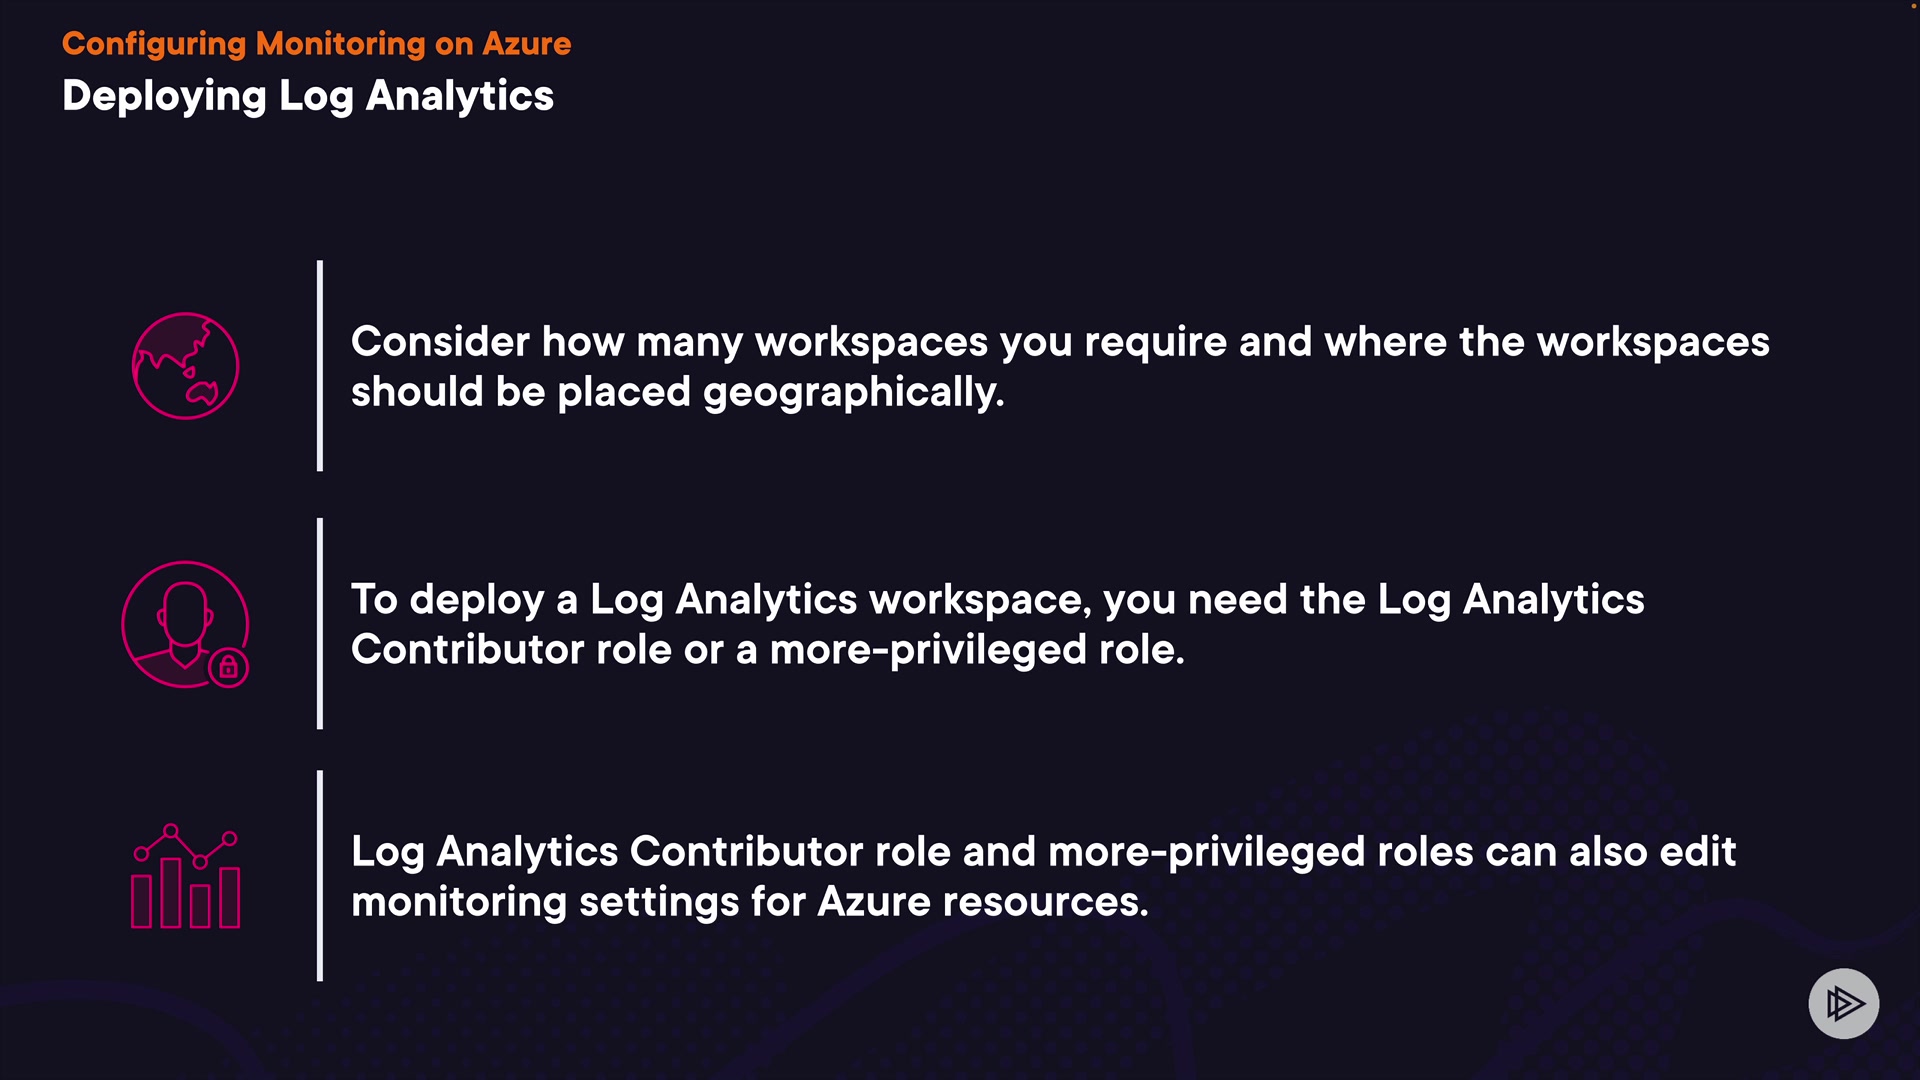 Configuring Monitoring on Azure
Deploying Log Analytics
Consider how many workspaces you require and where the workspaces
should be placed geographically.
To deploy a Log Analytics workspace, you need the Log Analytics
Contributor role or a more-privileged role.
Log Analytics Contributor role and more-privileged roles can also edit
monitoring settings for Azure resources.